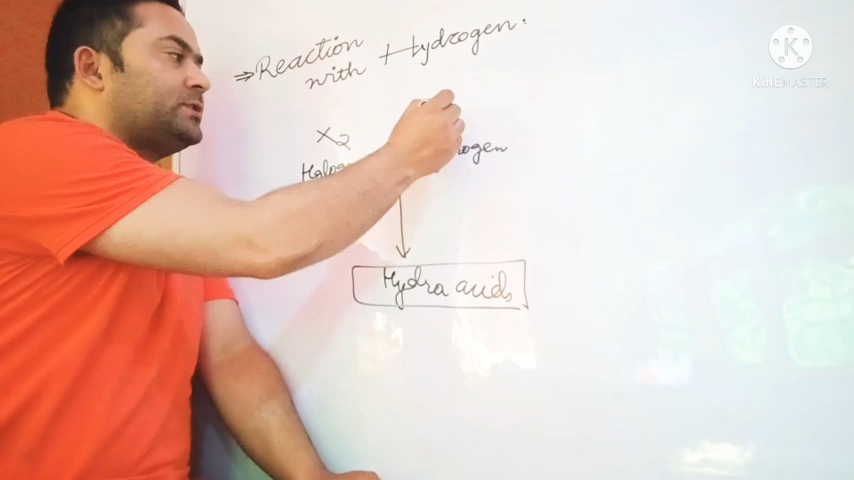 ⇒Reaction
with Hydrogen.
X2
Hydra acids
K
KINEMASTER